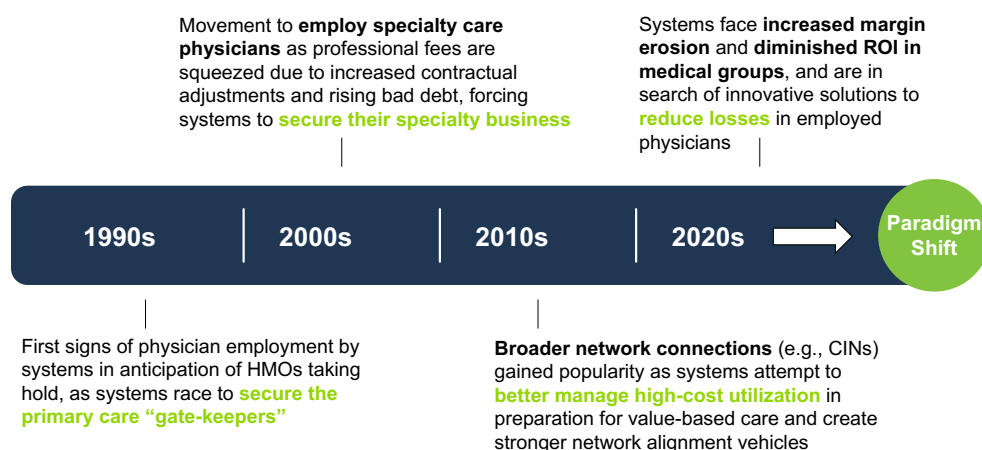 Movement to employ specialty care
physicians as professional fees are
squeezed due to increased contractual
adjustments and rising bad debt, forcing
systems to secure their specialty business
Systems face increased margin
erosion and diminished ROI in
medical groups, and are in
search of innovative solutions to
reduce losses in employed
physicians
1990s
2000s
2010s
2020s
Paradigm
Shift
First signs of physician employment by
systems in anticipation of HMOs taking
hold, as systems race to secure the
primary care “gate-keepers”
Broader network connections (e.g., CINs)
gained popularity as systems attempt to
better manage high-cost utilization in
preparation for value-based care and create
stronger network alignment vehicles